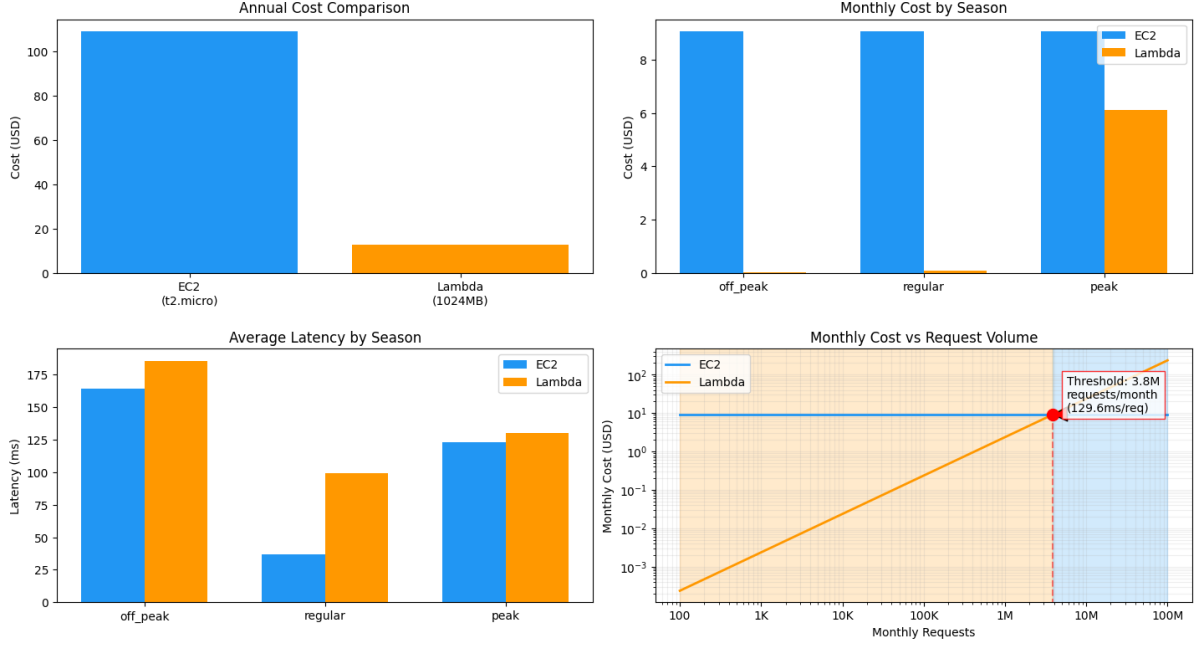 Annual Cost Comparison
Cost (USD)
100
80
60
40
20
0
EC2
(t2.micro)
Lambda
(1024MB)
Monthly Cost by Season
Cost (USD)
8
6
4
2
0
EC2
Lambda
off_peak
regular
peak
Average Latency by Season
Latency (ms)
175
150
125
100
75
50
25
0
EC2
Lambda
off_peak
regular
peak
Monthly Cost vs Request Volume
Monthly Cost (USD)
10²
10¹
10⁰
10⁻¹
10⁻²
10⁻³
EC2
Lambda
Threshold: 3.8M
requests/month
(129.6ms/req)
100
1K
10K
100K
1M
10M
100M
Monthly Requests